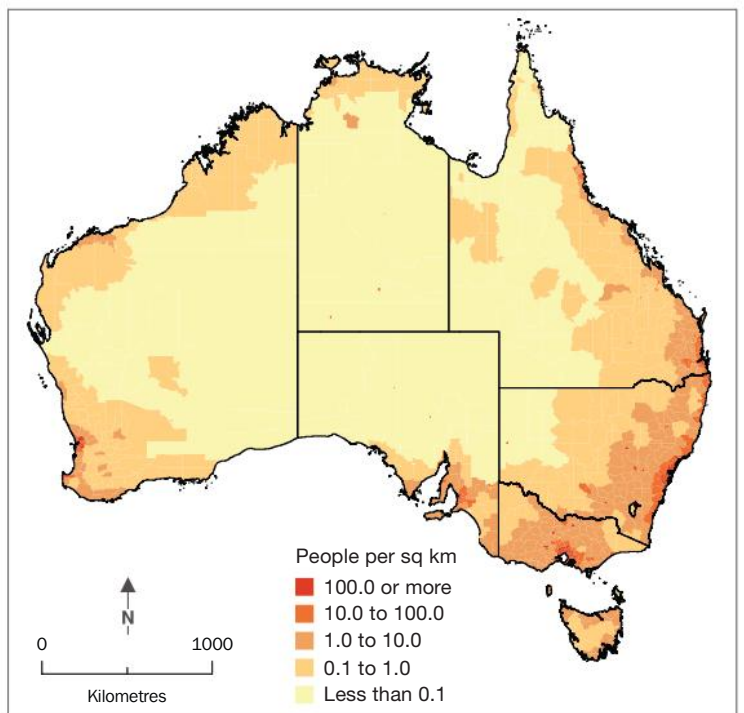 People per sq km
100.0 or more
10.0 to 100.0
1.0 to 10.0
0.1 to 1.0
Less than 0.1
N
0 1000
Kilometres